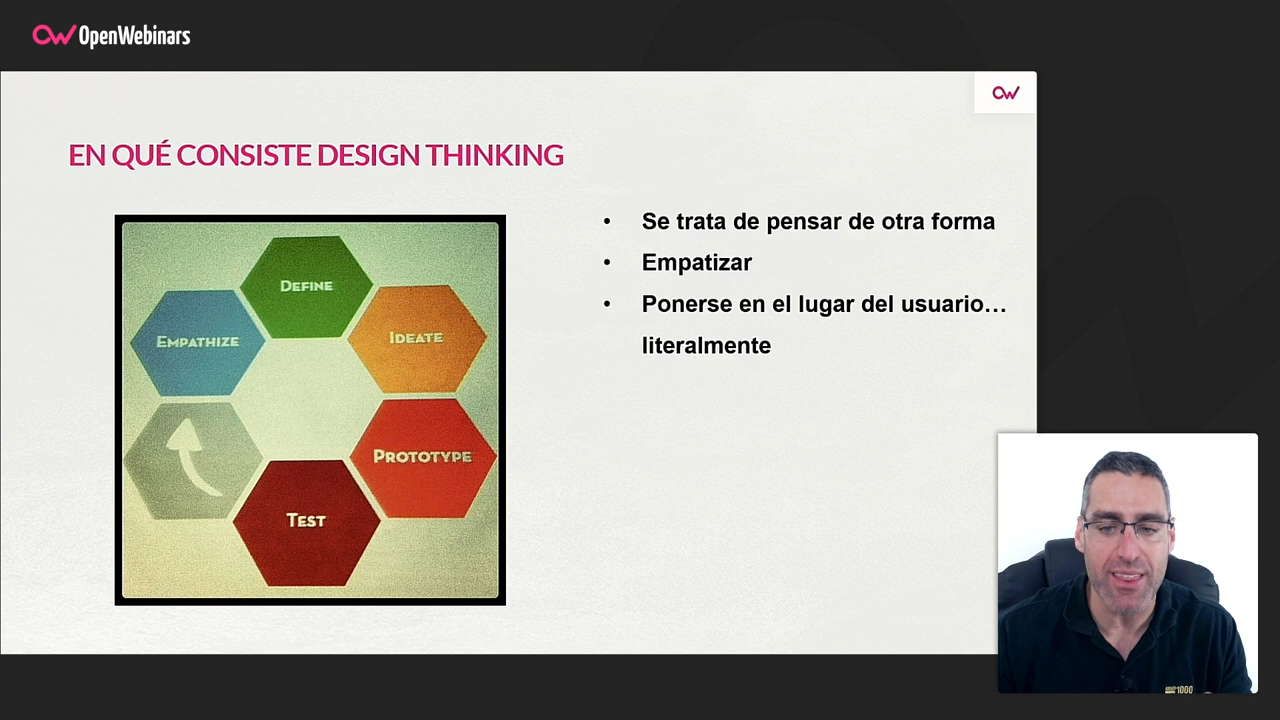 OpenWebinars
EN QUÉ CONSISTE DESIGN THINKING
• Se trata de pensar de otra forma
• Empatizar
• Ponerse en el lugar del usuario…
literalmente
DEFINE
EMPATHIZE
IDEATE
PROTOTYPE
TEST
1000